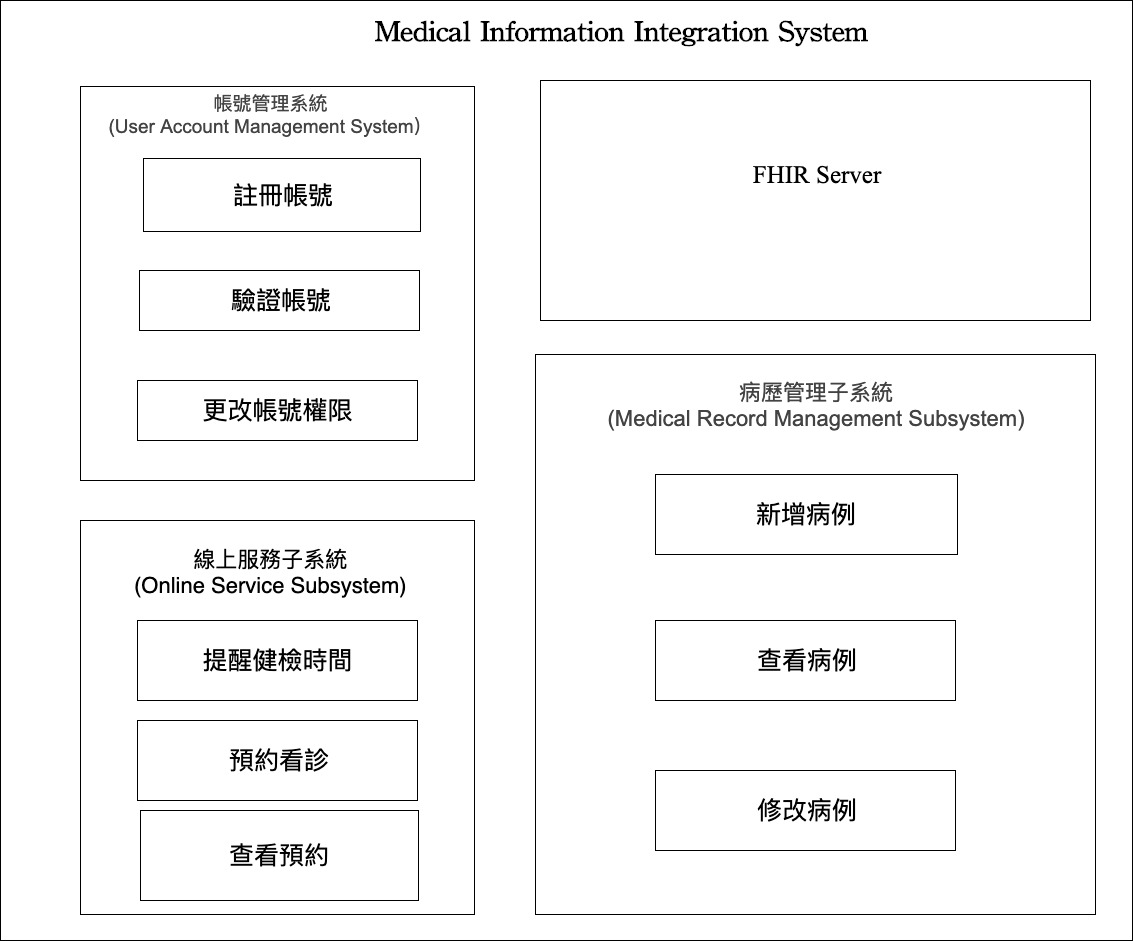 Medical Information Integration System
帳號管理系統
(User Account Management System)
註冊帳號
驗證帳號
更改帳號權限
FHIR Server
線上服務子系統
(Online Service Subsystem)
提醒健檢時間
預約看診
查看預約
病歷管理子系統
(Medical Record Management Subsystem)
新增病例
查看病例
修改病例